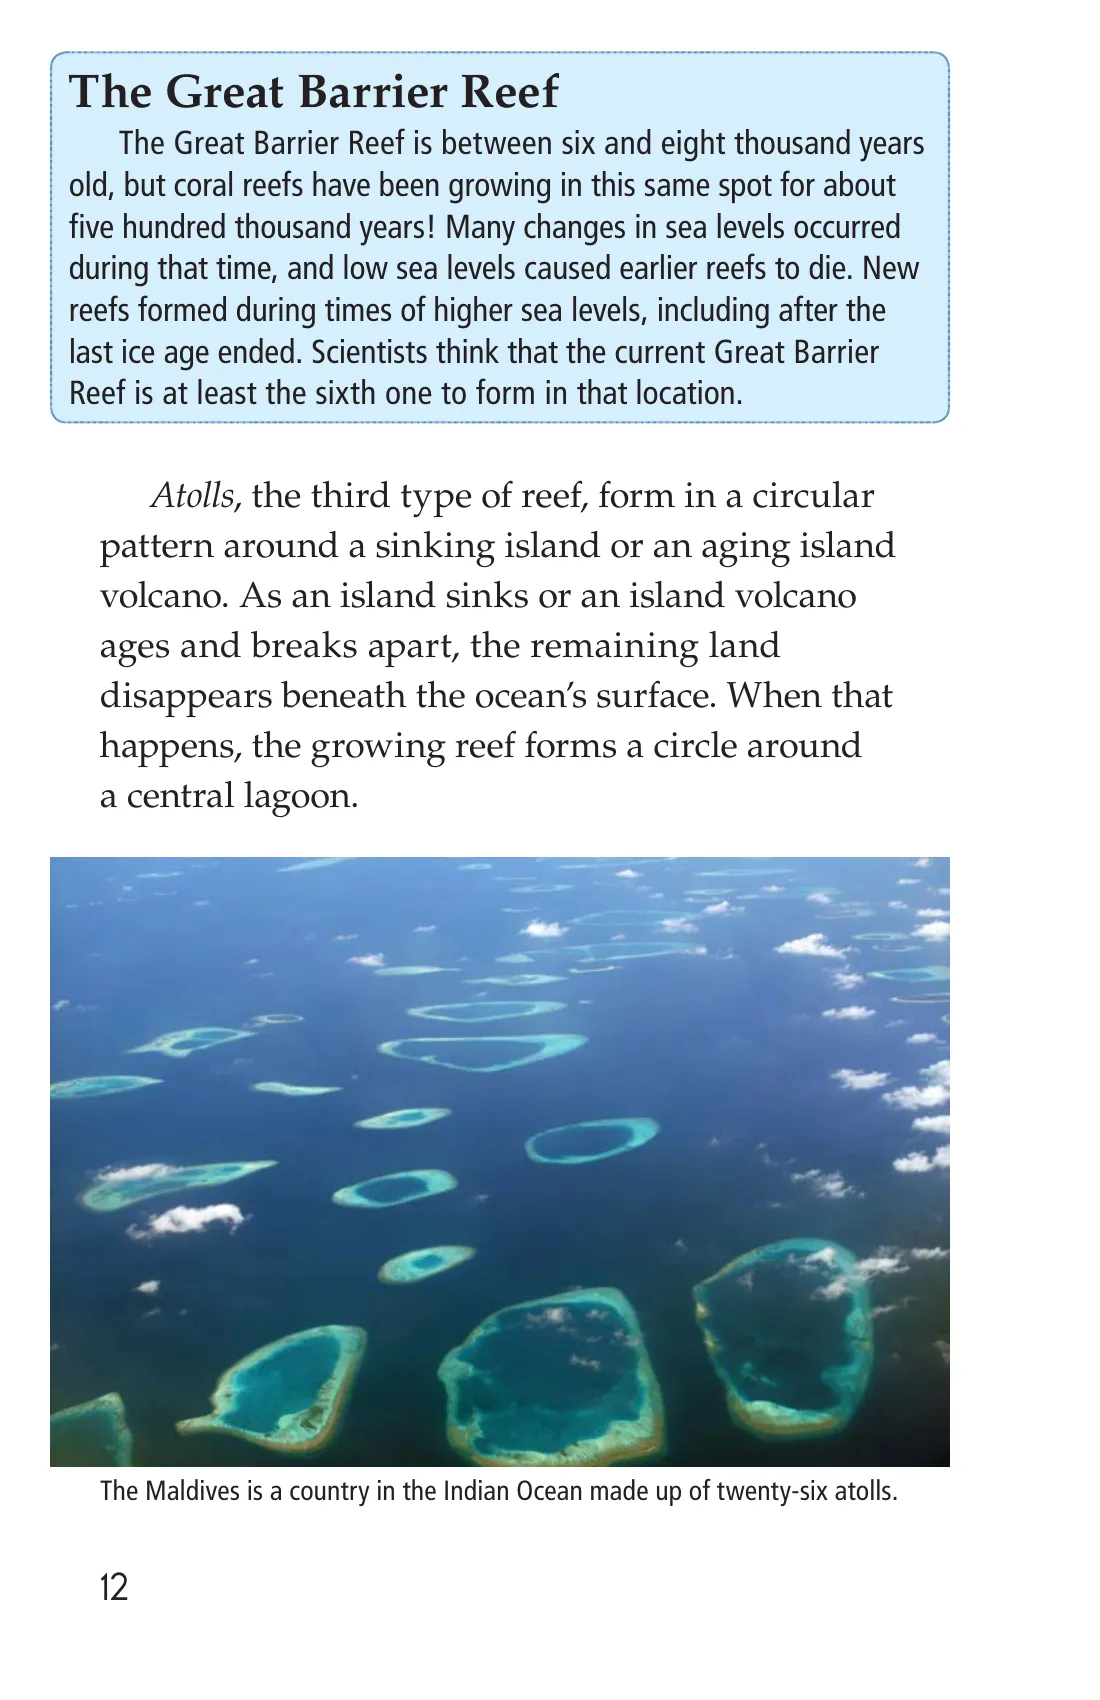 The Great Barrier Reef
The Great Barrier Reef is between six and eight thousand years
old, but coral reefs have been growing in this same spot for about
five hundred thousand years! Many changes in sea levels occurred
during that time, and low sea levels caused earlier reefs to die. New
reefs formed during times of higher sea levels, including after the
last ice age ended. Scientists think that the current Great Barrier
Reef is at least the sixth one to form in that location.
Atolls, the third type of reef, form in a circular
pattern around a sinking island or an aging island
volcano. As an island sinks or an island volcano
ages and breaks apart, the remaining land
disappears beneath the ocean’s surface. When that
happens, the growing reef forms a circle around
a central lagoon.
The Maldives is a country in the Indian Ocean made up of twenty-six atolls.
12